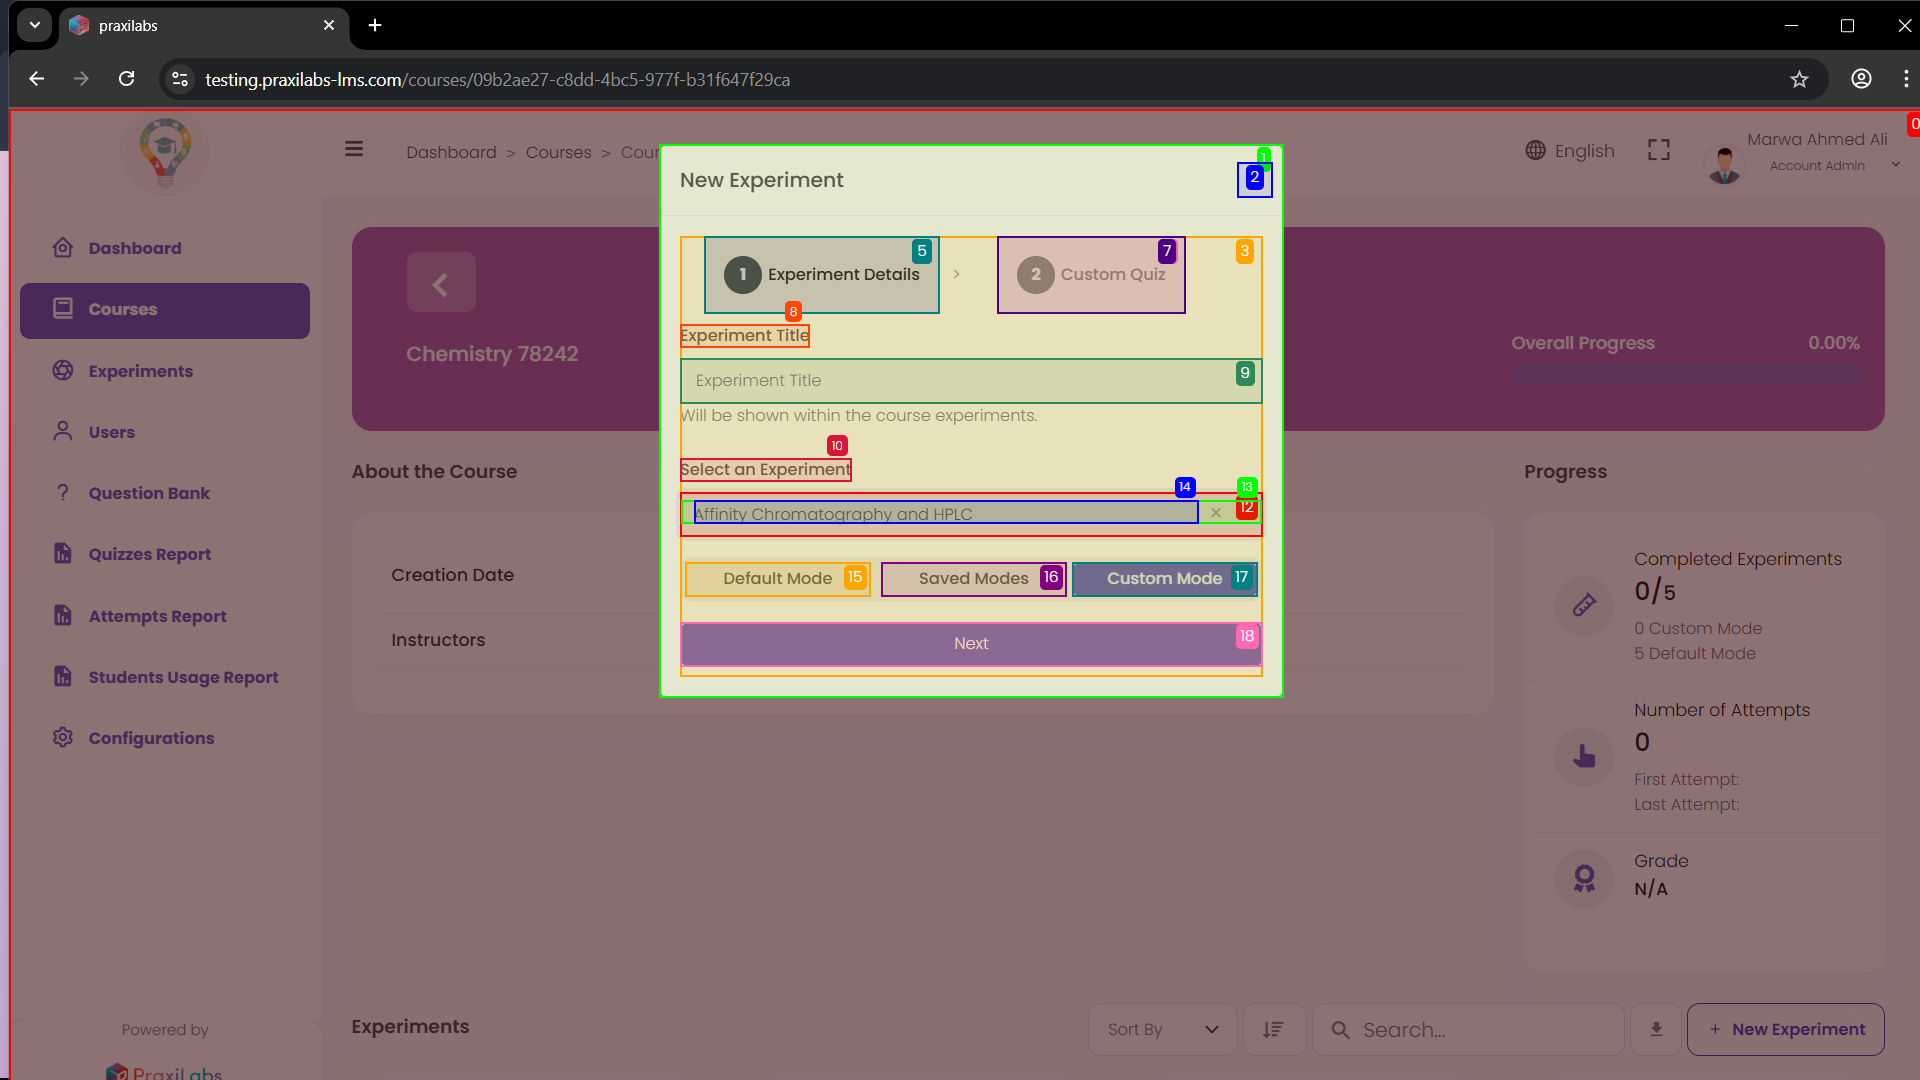 praxilabs
testing.praxilabs-lms.com/courses/09b2ae27-c8dd-4bc5-977f-b31f647f29ca
0
Dashboard > Courses > Cour
English
Marwa Ahmed Ali
Account Admin
Dashboard
Courses
Experiments
Users
Question Bank
Quizzes Report
Attempts Report
Students Usage Report
Configurations
Powered by
PraxiLabs
Chemistry 78242
Overall Progress 0.00%
About the Course
Creation Date
Instructors
New Experiment
1
2
3
5
7
1 Experiment Details >
2 Custom Quiz
8
Experiment Title
Experiment Title
9
Will be shown within the course experiments.
10
Select an Experiment
14
13
12
Affinity Chromatography and HPLC
Default Mode 15
Saved Modes 16
Custom Mode 17
Next 18
Progress
Completed Experiments
0/5
0 Custom Mode
5 Default Mode
Number of Attempts
0
First Attempt:
Last Attempt:
Grade
N/A
Experiments
Sort By
Search...
+ New Experiment